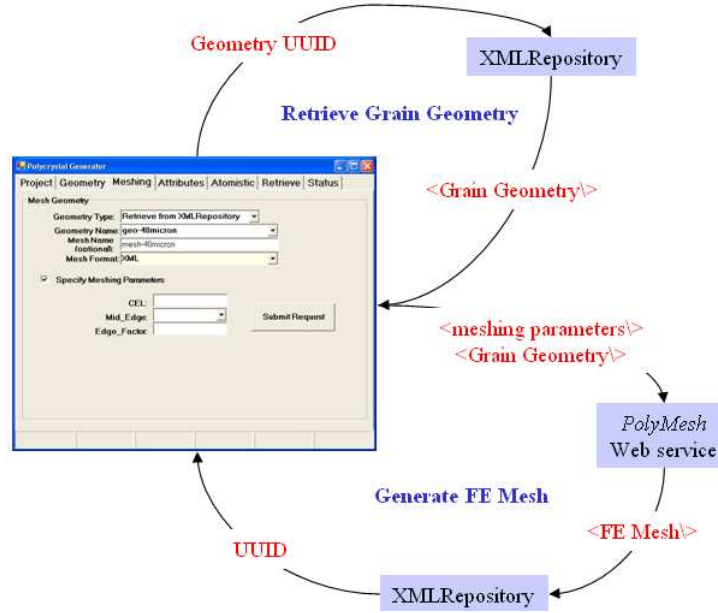 Geometry UUID
XMLRepository
Retrieve Grain Geometry
<Grain Geometry\>
Polycrystal Generator
Project Geometry Meshing Attributes Atomistic Retrieve Status
Mesh Geometry
Geometry Type: Retrieve from XMLRepository
Geometry Name: geo-40micron
Mesh Name (optional): mesh-40micron
Mesh Format: XML
Specify Meshing Parameters
CEL:
Mid_Edge:
Edge_Factor:
Submit Request
<meshing parameters\>
<Grain Geometry\>
PolyMesh
Web service
Generate FE Mesh
<FE Mesh\>
UUID
XMLRepository